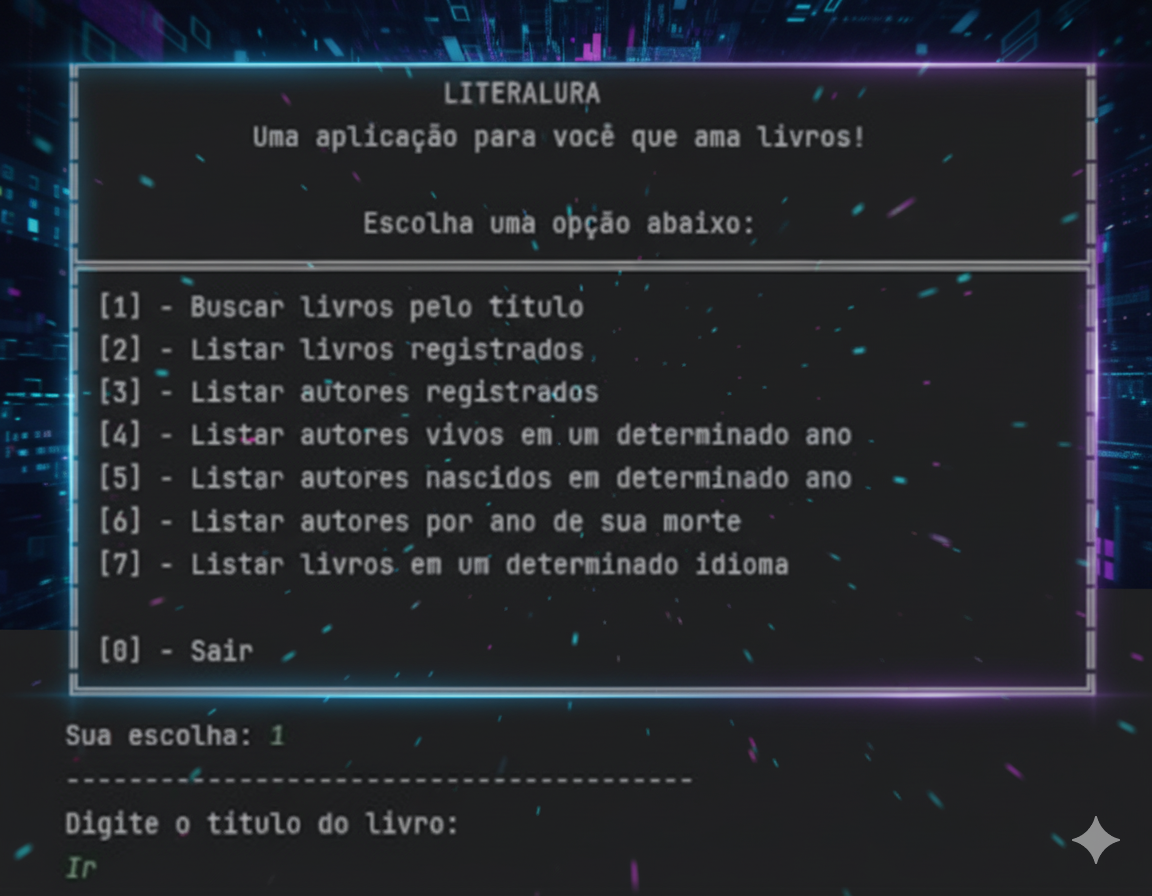 LITERALURA
Uma aplicação para você que ama livros!
Escolha uma opção abaixo:
[1] - Buscar livros pelo titulo
[2] - Listar livros registrados
[3] - Listar autores registrados
[4] - Listar autores vivos em um determinado ano
[5] - Listar autores nascidos em determinado ano
[6] - Listar autores por ano de sua morte
[7] - Listar livros em um determinado idioma
[0] - Sair
Sua escolha: 1
----------------------------------------
Digite o titulo do livro:
Ir